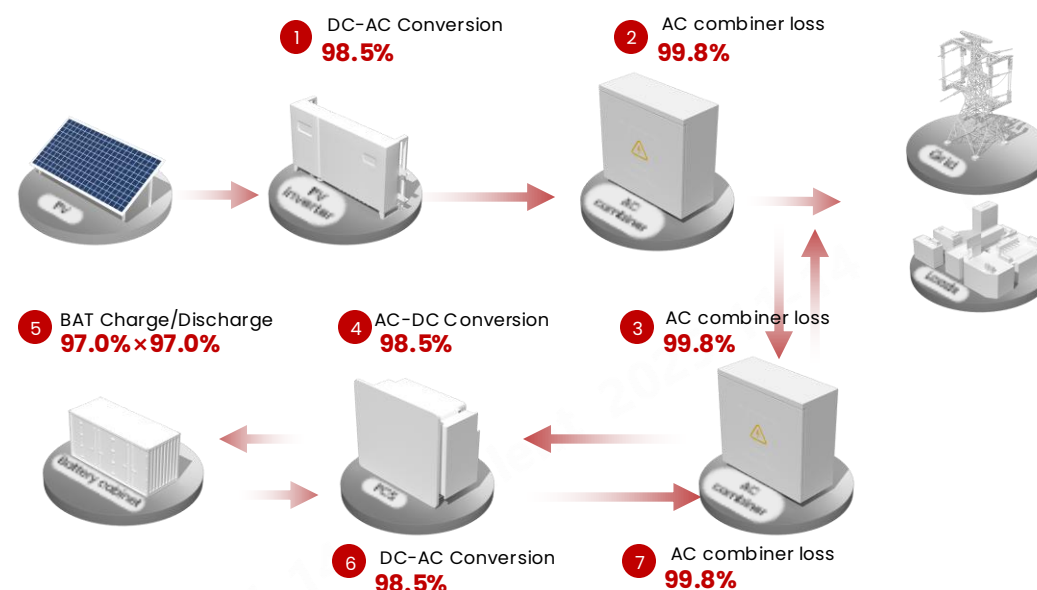 1 DC-AC Conversion
98.5%
2 AC combiner loss
99.8%
Grid
PV
PV
Inverter
AC
combiner
Loads
5 BAT Charge/Discharge
97.0%×97.0%
4 AC-DC Conversion
98.5%
3 AC combiner loss
99.8%
Battery cabinet
PCS
AC
combiner
6 DC-AC Conversion
98.5%
7 AC combiner loss
99.8%